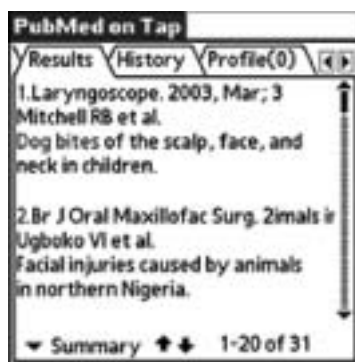 PubMed on Tap
Results History Profile(0)
1.Laryngoscope. 2003, Mar; 3
Mitchell RB et al.
Dog bites of the scalp, face, and
neck in children.
2.Br J Oral Maxillofac Surg. 2imals ir
Ugboko VI et al.
Facial injuries caused by animals
in northern Nigeria.
Summary 1-20 of 31